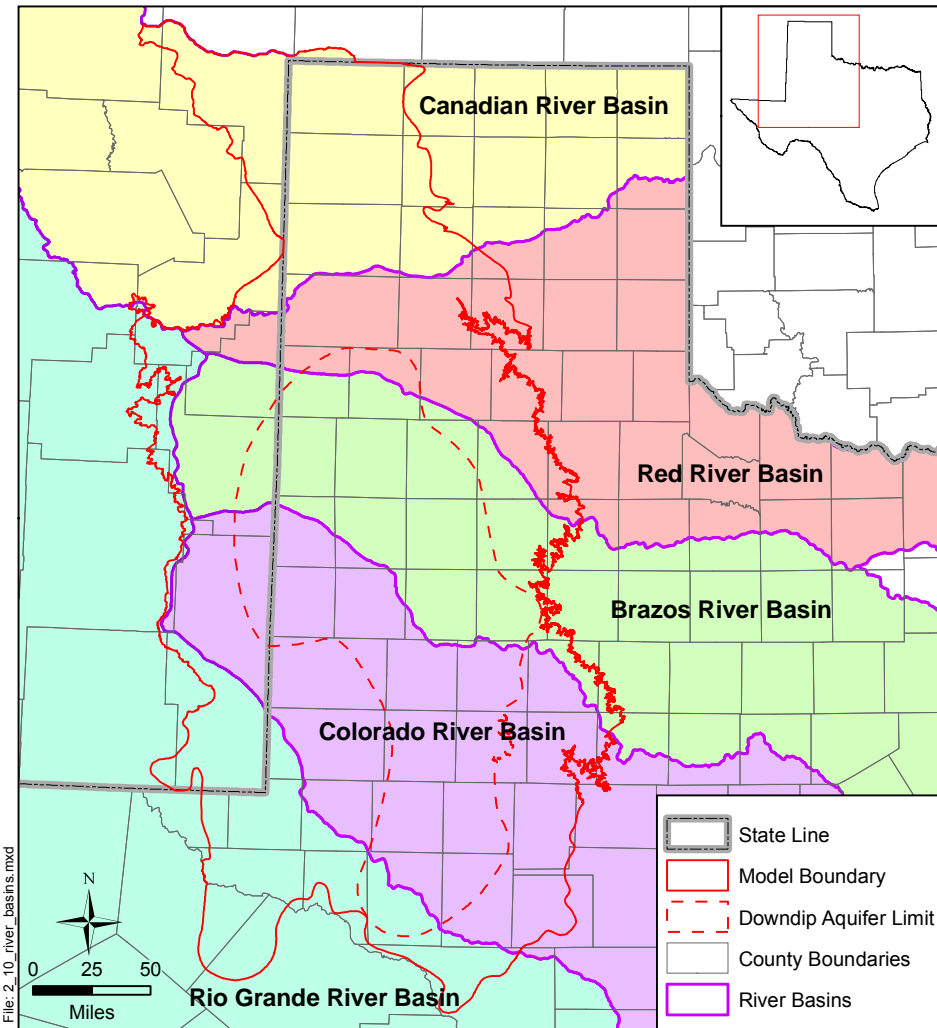 Canadian River Basin
Red River Basin
Brazos River Basin
Colorado River Basin
Rio Grande River Basin
N
0 25 50
Miles
State Line
Model Boundary
Downdip Aquifer Limit
County Boundaries
River Basins
File: 2_10_river_basins.mxd